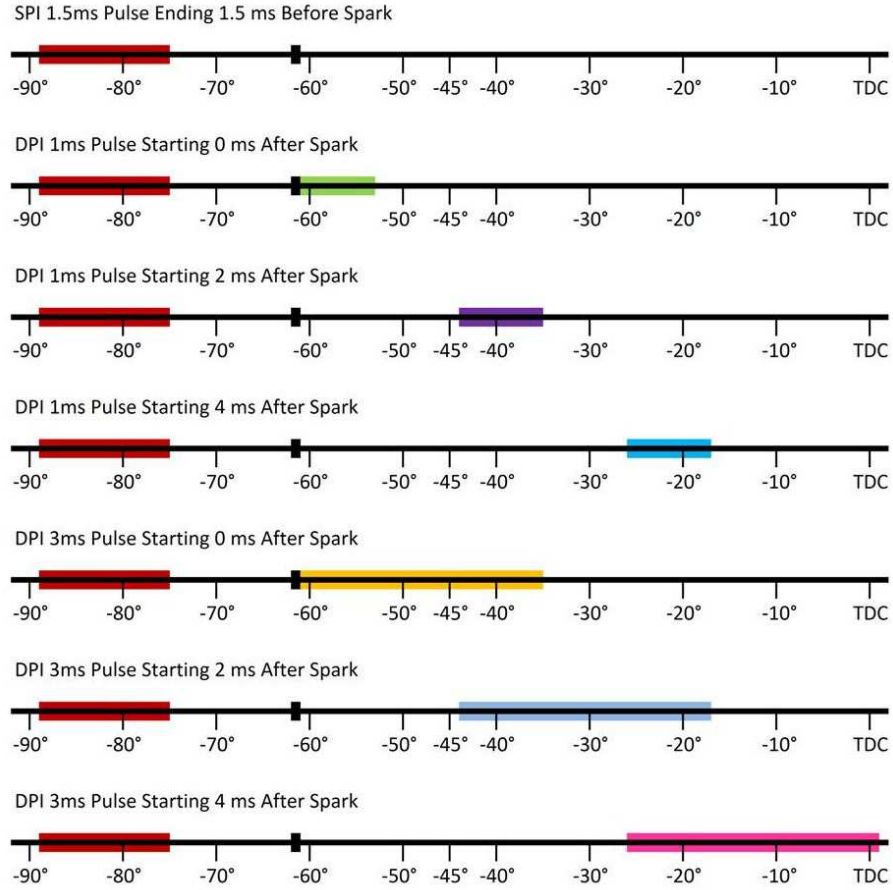 SPI 1.5ms Pulse Ending 1.5 ms Before Spark
-90° -80° -70° -60° -50° -45° -40° -30° -20° -10° TDC
DPI 1ms Pulse Starting 0 ms After Spark
-90° -80° -70° -60° -50° -45° -40° -30° -20° -10° TDC
DPI 1ms Pulse Starting 2 ms After Spark
-90° -80° -70° -60° -50° -45° -40° -30° -20° -10° TDC
DPI 1ms Pulse Starting 4 ms After Spark
-90° -80° -70° -60° -50° -45° -40° -30° -20° -10° TDC
DPI 3ms Pulse Starting 0 ms After Spark
-90° -80° -70° -60° -50° -45° -40° -30° -20° -10° TDC
DPI 3ms Pulse Starting 2 ms After Spark
-90° -80° -70° -60° -50° -45° -40° -30° -20° -10° TDC
DPI 3ms Pulse Starting 4 ms After Spark
-90° -80° -70° -60° -50° -45° -40° -30° -20° -10° TDC